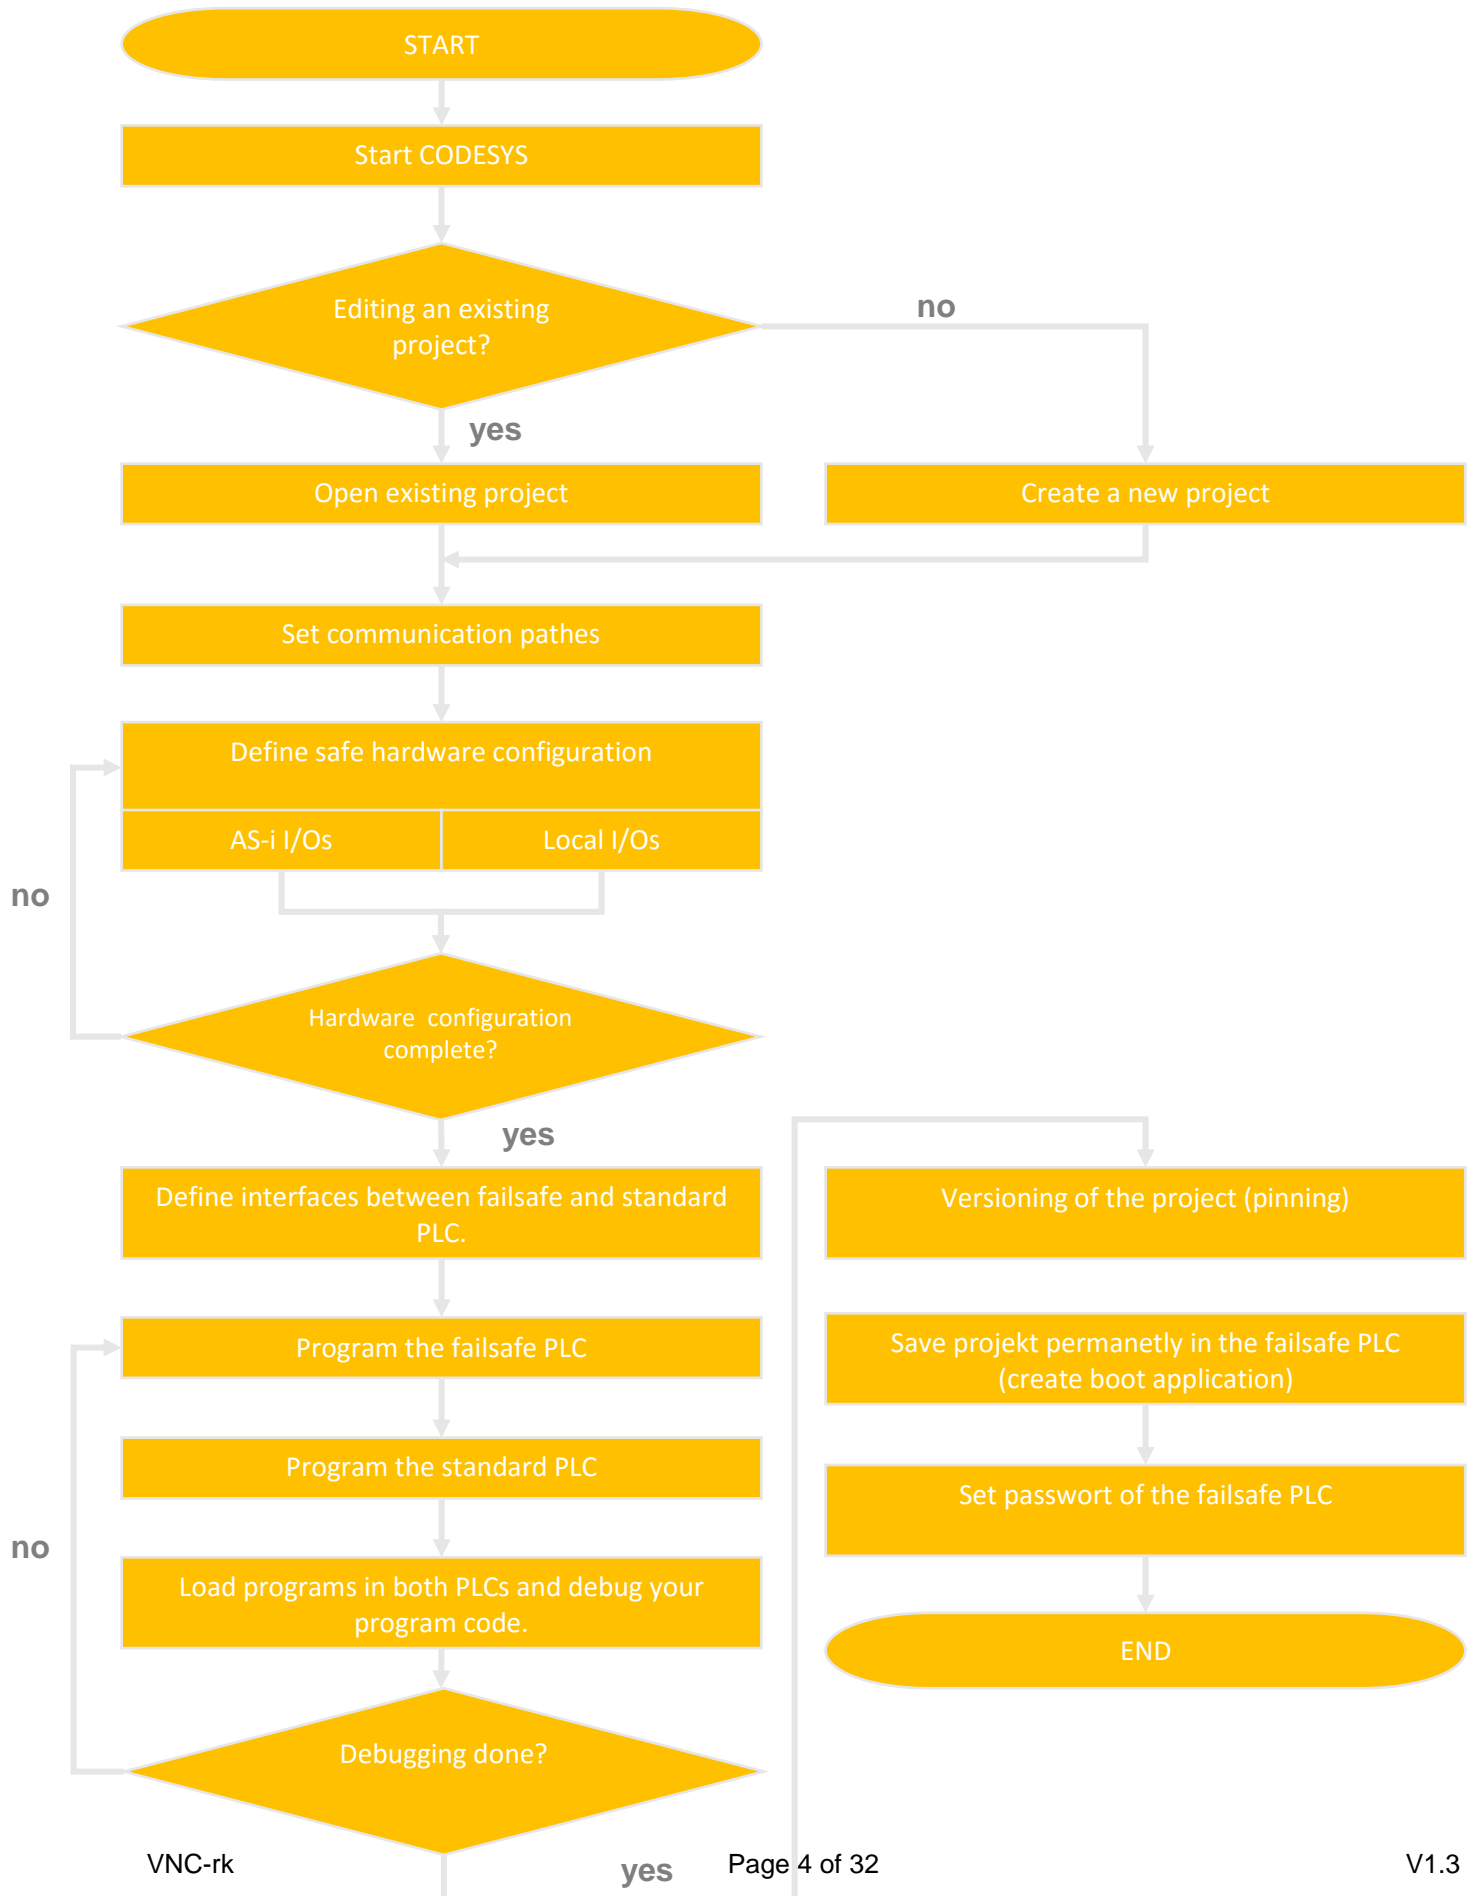 START
Start CODESYS
Editing an existing
project?
no
yes
Open existing project
Create a new project
Set communication pathes
Define safe hardware configuration
AS-i I/Os
Local I/Os
no
Hardware  configuration
complete?
yes
Define interfaces between failsafe and standard
PLC.
Program the failsafe PLC
Program the standard PLC
no
Load programs in both PLCs and debug your
program code.
Debugging done?
yes
Versioning of the project (pinning)
Save projekt permanetly in the failsafe PLC
(create boot application)
Set passwort of the failsafe PLC
END
VNC-rk
Page 4 of 32
V1.3